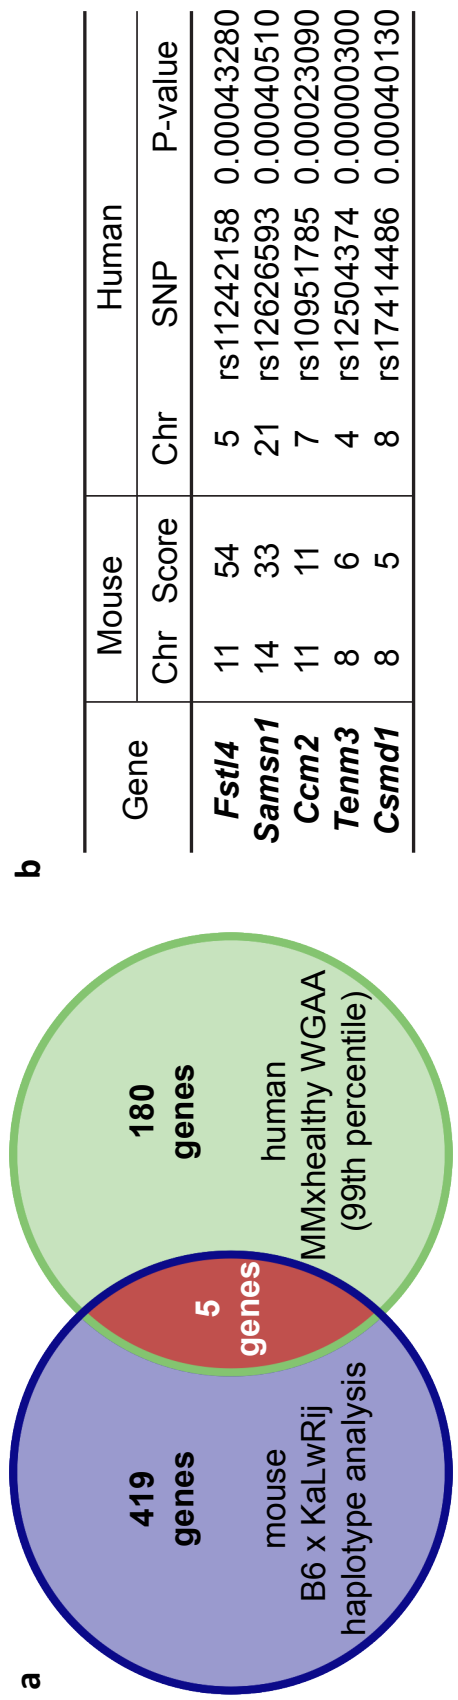 a
419
genes
mouse
B6 x KaLwRij
haplotype analysis
5
genes
180
genes
human
MMxhealthy WGAA
(99th percentile)
b
Gene Mouse Human
Chr Score Chr SNP P-value
Fstl4 11 54 5 rs11242158 0.00043280
Samsn1 14 33 21 rs12626593 0.00040510
Ccm2 11 11 7 rs10951785 0.00023090
Tenm3 8 6 4 rs12504374 0.00000300
Csmd1 8 5 8 rs17414486 0.00040130